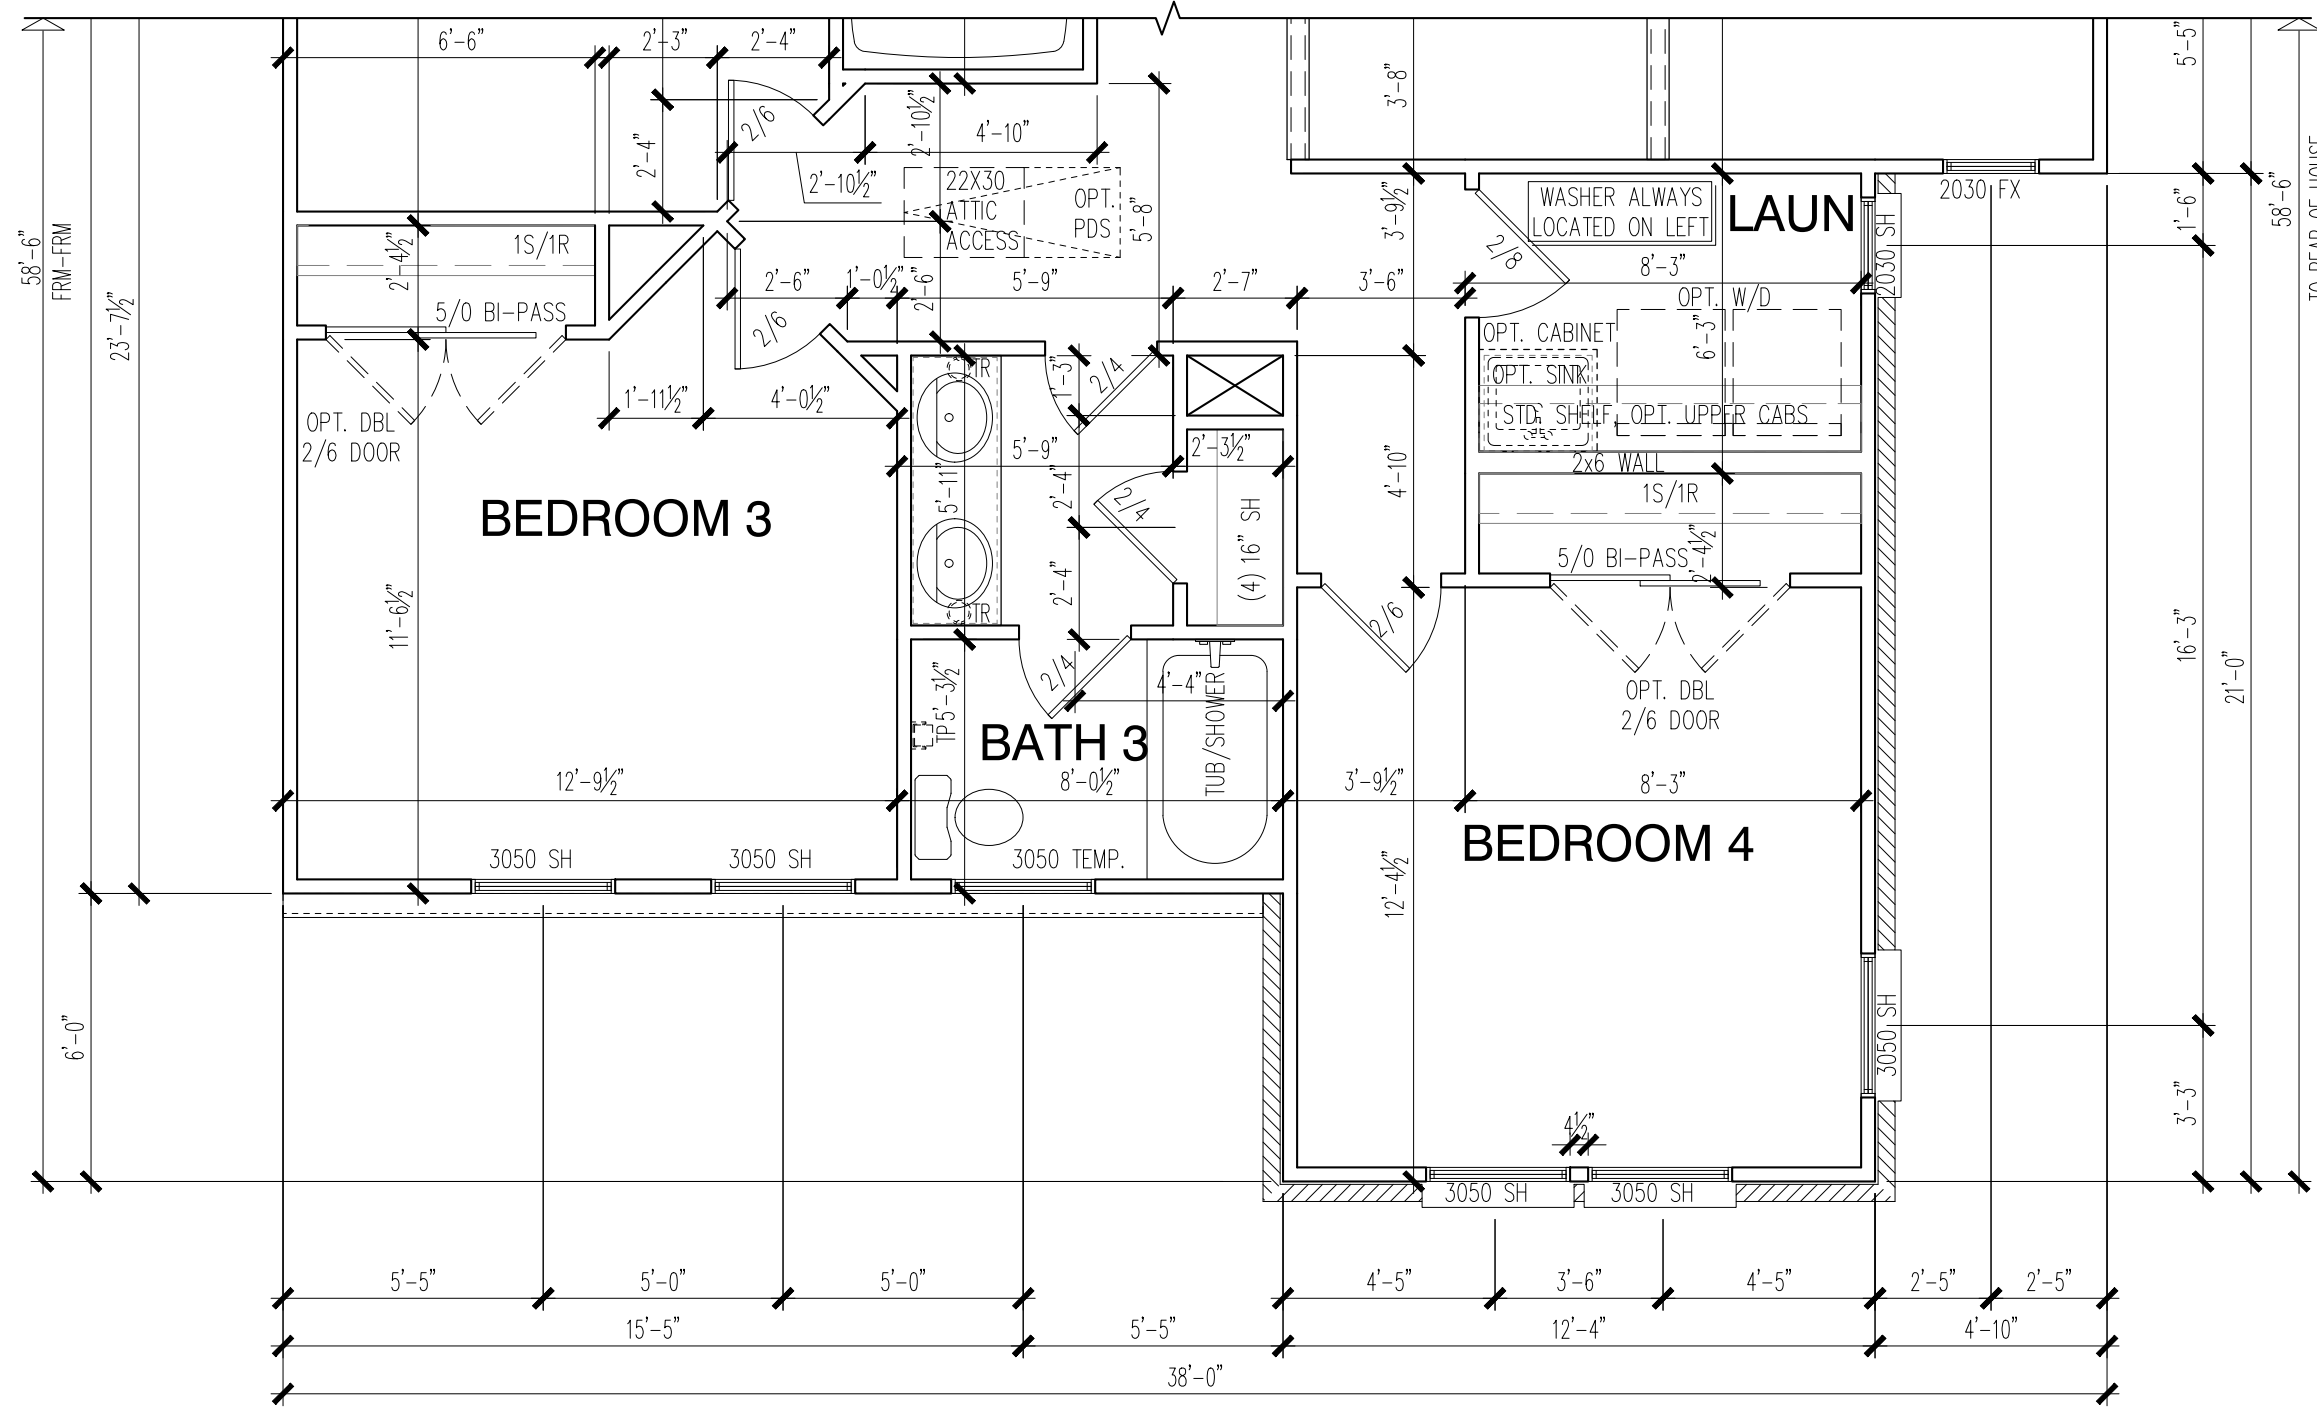 6'-6"
2'-3"
2'-4"
5'-5"
3'-8"
2/6
2'-10½"
4'-10"
2'-4"
2'-10½"
22X30
ATTIC
ACCESS
OPT.
PDS
5'-8"
3'-9½"
WASHER ALWAYS
LOCATED ON LEFT
LAUN
2030 FX
2030 SH
1'-6"
58'-6"
FRM-FRM
58'-6"
23'-7½"
1S/1R
2'-4½"
5/0 BI-PASS
2'-6"
1'-0½"
2'-6"
5'-9"
2'-7"
3'-6"
2/8
8'-3"
OPT. W/D
6'-3"
2/6
OPT. CABINET
OPT. SINK
STD. SHELF, OPT. UPPER CABS
2x6 WALL
TR
1'-3"
2/4
OPT. DBL
2/6 DOOR
1'-11½"
4'-0½"
5'-9"
2'-3½"
5'-11"
2'-4"
4'-10"
2/4
(4) 16" SH
1S/1R
5/0 BI-PASS
2'-4½"
BEDROOM 3
11'-6½"
2'-4"
TR
2/6
16'-3"
21'-0"
2/4
4'-4"
TP
5'-3½"
TUB/SHOWER
OPT. DBL
2/6 DOOR
BATH 3
12'-9½"
8'-0½"
3'-9½"
8'-3"
BEDROOM 4
3050 SH
3050 SH
3050 TEMP.
12'-4½"
6'-0"
3050 SH
3'-3"
4½"
3050 SH
3050 SH
5'-5"
5'-0"
5'-0"
4'-5"
3'-6"
4'-5"
2'-5"
2'-5"
15'-5"
5'-5"
12'-4"
4'-10"
38'-0"